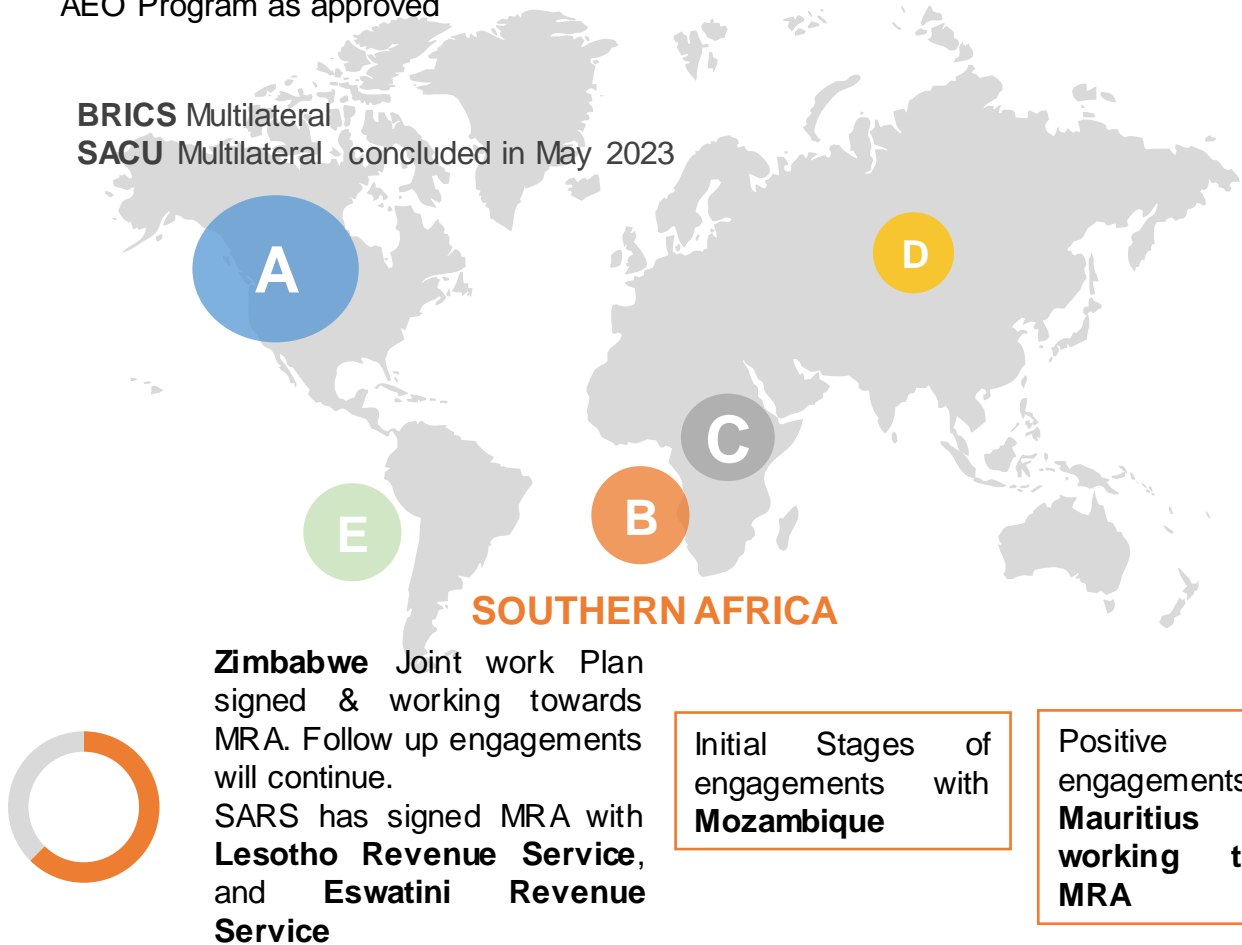 AEO Program as approved
BRICS Multilateral
SACU Multilateral concluded in May 2023
A
D
C
B
E
SOUTHERN AFRICA
Zimbabwe Joint work Plan
signed & working towards
MRA. Follow up engagements
will continue.
SARS has signed MRA with
Lesotho Revenue Service,
and Eswatini Revenue
Service
Initial Stages of
engagements with
Mozambique
Positive
engagements
Mauritius
working t
MRA